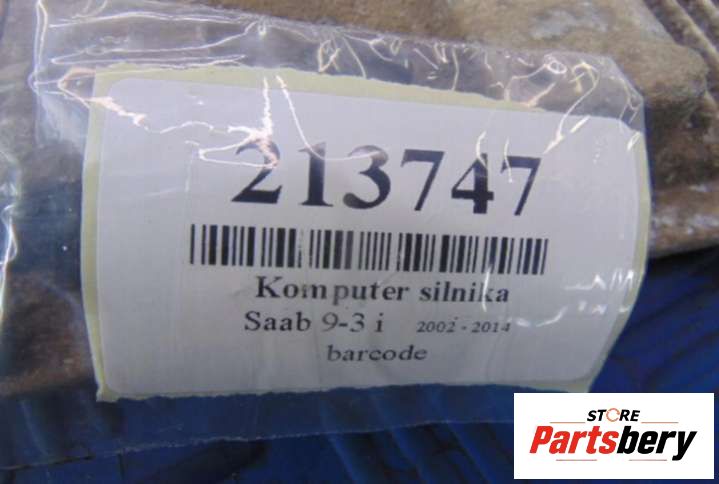 213747
Komputer silnika
Saab 9-3 i 2002 - 2014
barcode
STORE
Partsbery